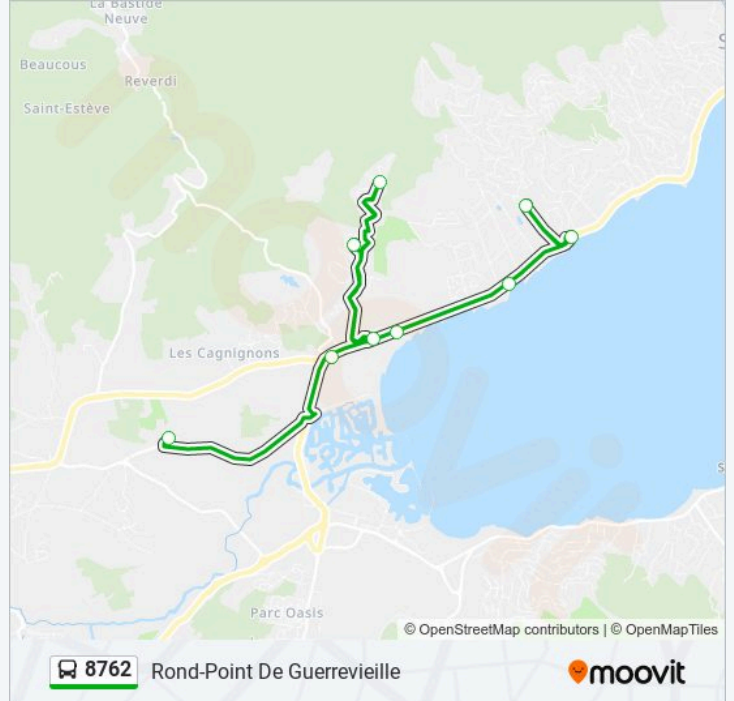 La Bastide
Neuve
Beaucous
Reverdi
Saint-Estève
Les Cagnignons
Parc Oasis
© OpenStreetMap contributors | © OpenMapTiles
8762 Rond-Point De Guerrevieille
moovit